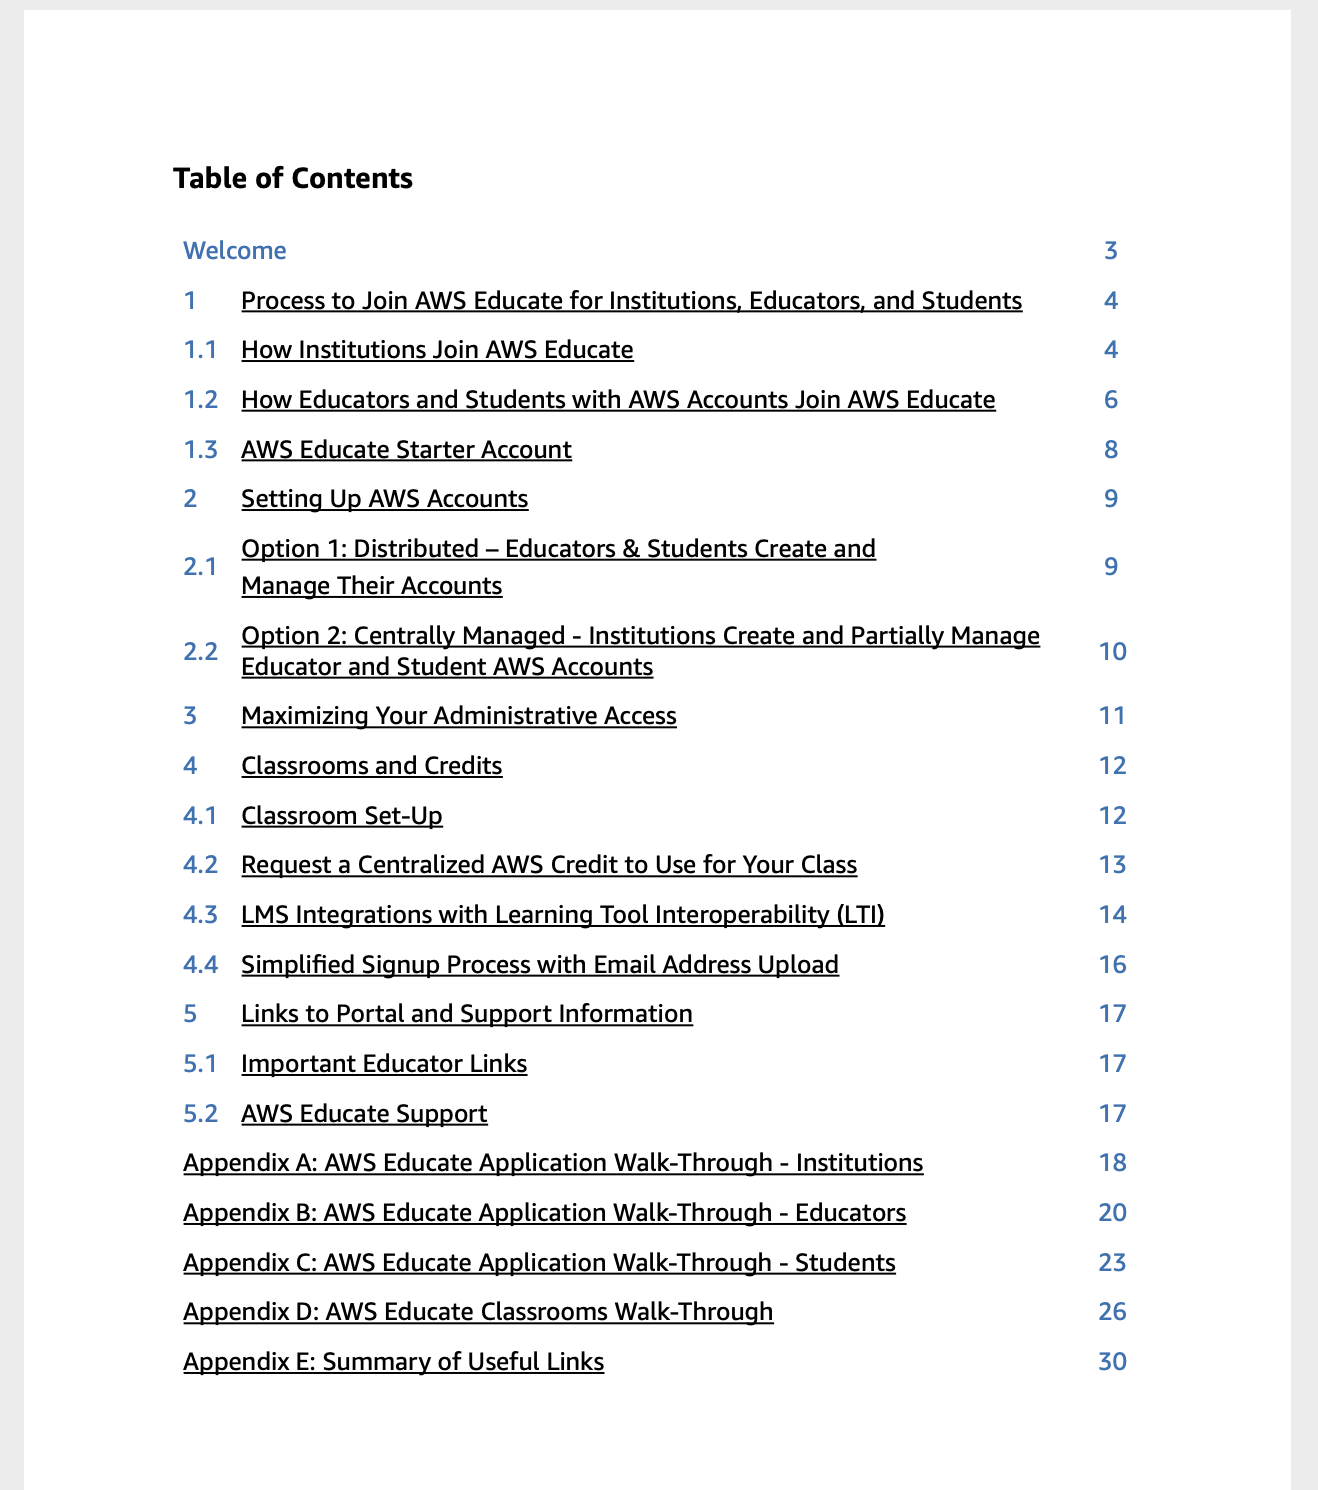 Table of Contents
Welcome 3
1 Process to Join AWS Educate for Institutions, Educators, and Students 4
1.1 How Institutions Join AWS Educate 4
1.2 How Educators and Students with AWS Accounts Join AWS Educate 6
1.3 AWS Educate Starter Account 8
2 Setting Up AWS Accounts 9
2.1 Option 1: Distributed – Educators & Students Create and
Manage Their Accounts 9
2.2 Option 2: Centrally Managed - Institutions Create and Partially Manage
Educator and Student AWS Accounts 10
3 Maximizing Your Administrative Access 11
4 Classrooms and Credits 12
4.1 Classroom Set-Up 12
4.2 Request a Centralized AWS Credit to Use for Your Class 13
4.3 LMS Integrations with Learning Tool Interoperability (LTI) 14
4.4 Simplified Signup Process with Email Address Upload 16
5 Links to Portal and Support Information 17
5.1 Important Educator Links 17
5.2 AWS Educate Support 17
Appendix A: AWS Educate Application Walk-Through - Institutions 18
Appendix B: AWS Educate Application Walk-Through - Educators 20
Appendix C: AWS Educate Application Walk-Through - Students 23
Appendix D: AWS Educate Classrooms Walk-Through 26
Appendix E: Summary of Useful Links 30